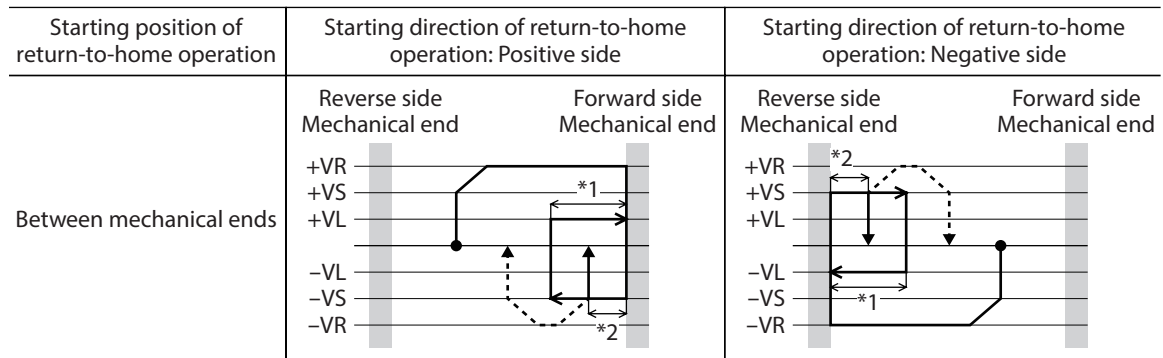 Starting position of
return-to-home operation
Starting direction of return-to-home
operation: Positive side
Starting direction of return-to-home
operation: Negative side
Between mechanical ends
Reverse side
Mechanical end
Forward side
Mechanical end
+VR
+VS
+VL
–VL
–VS
–VR
*1
*2
Reverse side
Mechanical end
Forward side
Mechanical end
+VR
+VS
+VL
–VL
–VS
–VR
*2
*1